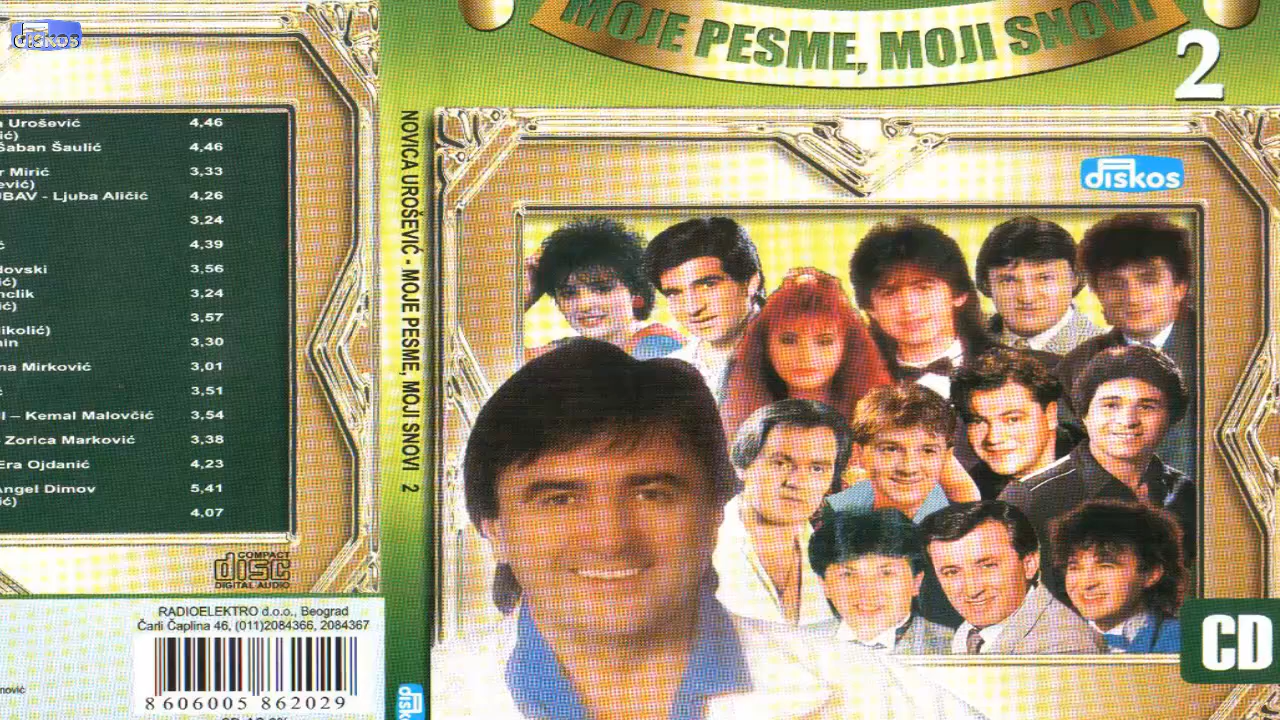 diskos
Urošević 4,46
ić)
Šaban Šaulić 4,46
r Mirić 3,33
ević)
UBAV - Ljuba Aličić 4,26
3,24
ć 4,39
dovski 3,56
ić)
nclik 3,24
ić)
3,57
ikolić)
nin 3,30
na Mirković 3,01
ć 3,51
l – Kemal Malovčić 3,54
- Zorica Marković 3,38
Era Ojdanić 4,23
Angel Dimov 5,41
ić)
4,07
COMPACT
disc
DIGITAL AUDIO
RADIOELEKTRO d.o.o., Beograd
Čarli Čaplina 46, (011)2084366, 2084367
8 606005 862029
nović
NOVICA UROŠEVIĆ - MOJE PESME, MOJI SNOVI 2
disk
MOJE PESME, MOJI SNOVI
2
diskos
CD